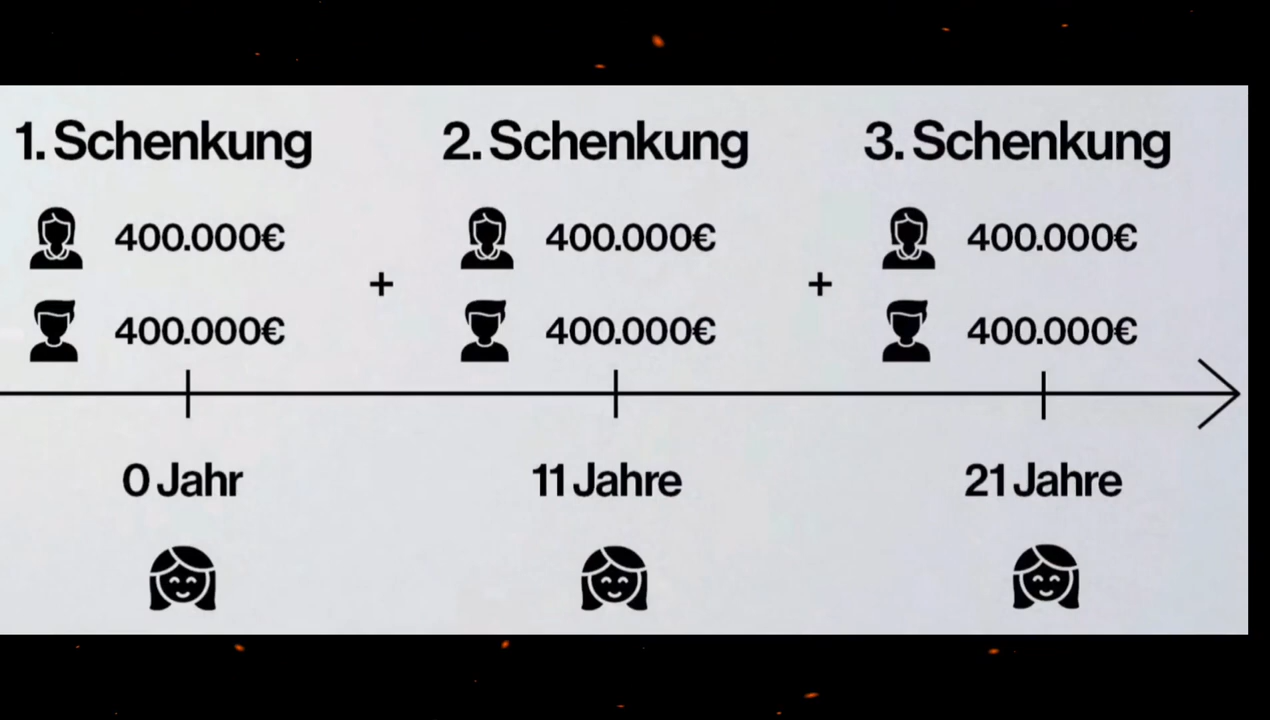 1. Schenkung
400.000€
400.000€
+
2. Schenkung
400.000€
400.000€
+
3. Schenkung
400.000€
400.000€
0 Jahr
11 Jahre
21 Jahre